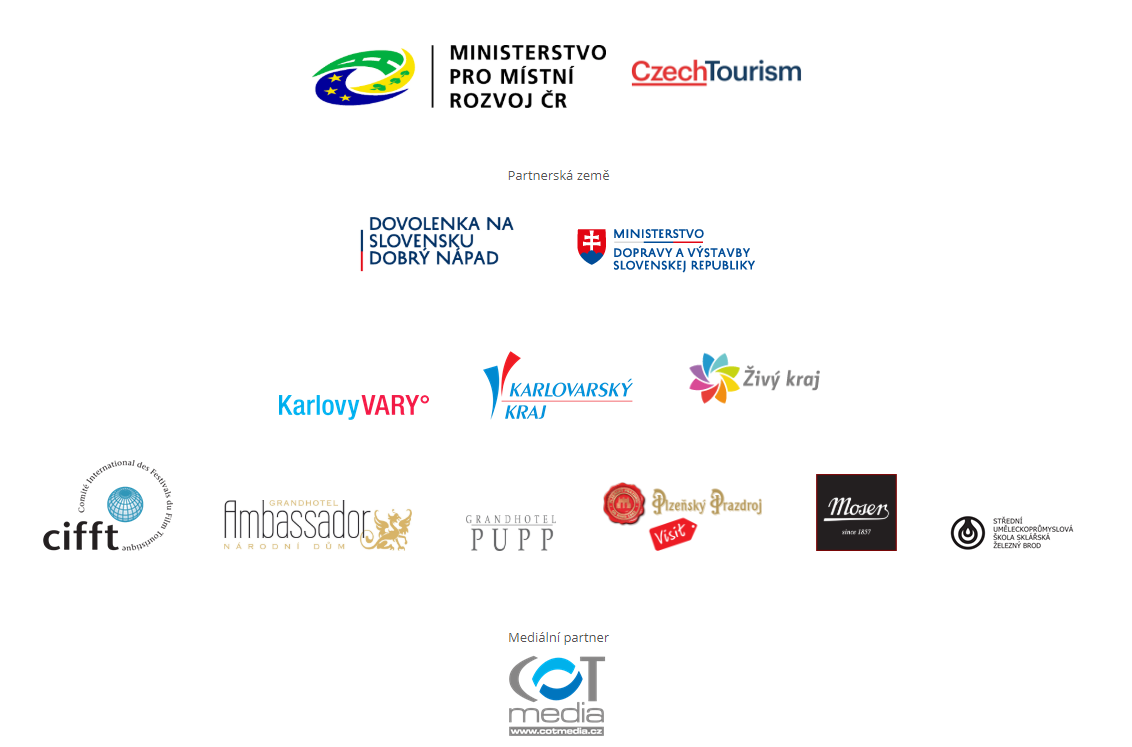 MINISTERSTVO
PRO MÍSTNÍ
ROZVOJ ČR
CzechTourism
Partnerská země
DOVOLENKA NA
SLOVENSKU
DOBRÝ NÁPAD
MINISTERSTVO
DOPRAVY A VÝSTAVBY
SLOVENSKEJ REPUBLIKY
KarlovyVARY°
KARLOVARSKÝ
KRAJ
Živý kraj
Comité International des Festivals du Film Touristique
cifft
GRANDHOTEL
Ambassador
NÁRODNÍ DŮM
GRANDHOTEL
PUPP
Plzeňský Prazdroj
Visit
Moser
since 1857
STŘEDNÍ
UMĚLECKOPRŮMYSLOVÁ
ŠKOLA SKLÁŘSKÁ
ŽELEZNÝ BROD
Mediální partner
COT
media
www.cotmedia.cz